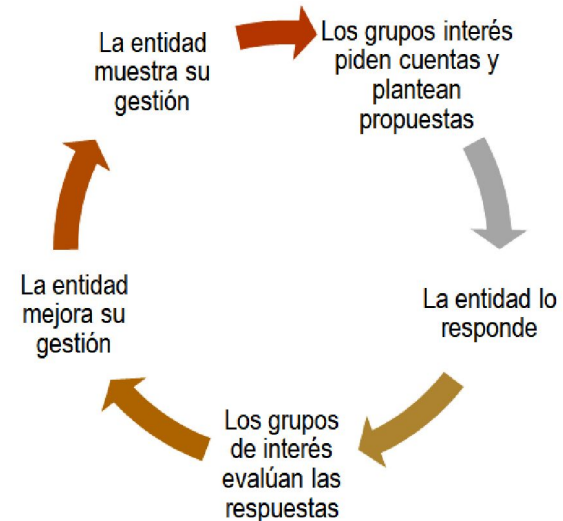 La entidad
muestra su
gestión
Los grupos interés
piden cuentas y
plantean
propuestas
La entidad lo
responde
Los grupos
de interés
evalúan las
respuestas
La entidad
mejora su
gestión